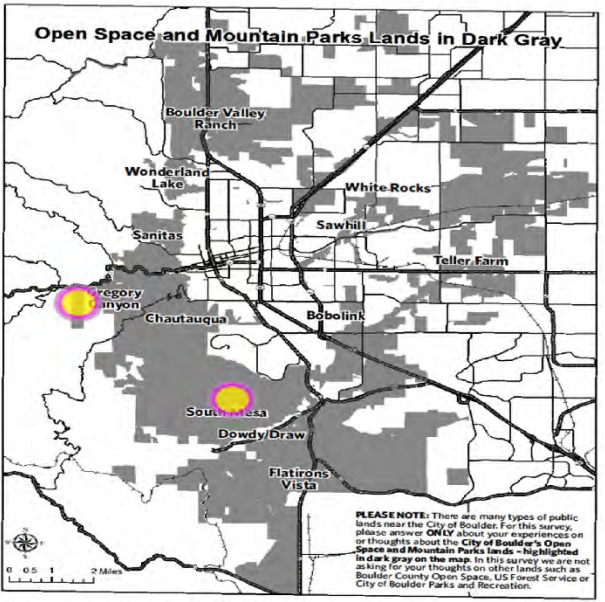 Open Space and Mountain Parks Lands in Dark Gray
Boulder Valley
Ranch
Wonderland
Lake
White Rocks
Sawhill
Sanitas
Teller Farm
Gregory
Canyon
Chautauqua
Bobolink
South Mesa
Dowdy Draw
Flatirons
Vista
PLEASE NOTE: There are many types of public
lands near the City of Boulder. For this survey,
please answer ONLY about your experiences on
or thoughts about the City of Boulder's Open
Space and Mountain Parks lands - highlighted
in dark gray on the map. In this survey we are not
asking for your thoughts on other lands such as
Boulder County Open Space, US Forest Service or
City of Boulder Parks and Recreation.
N
0 0.5 1 2 Miles